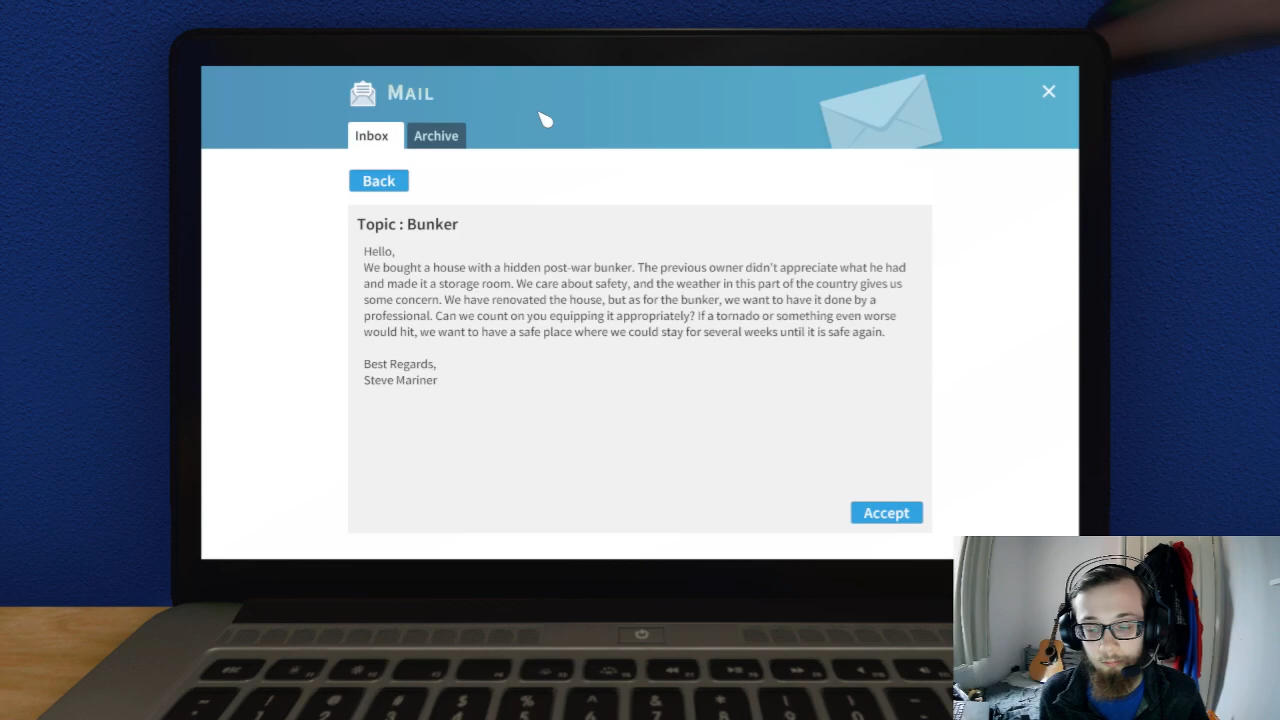 MAIL
Inbox
Archive
Back
Topic : Bunker
Hello,
We bought a house with a hidden post-war bunker. The previous owner didn't appreciate what he had
and made it a storage room. We care about safety, and the weather in this part of the country gives us
some concern. We have renovated the house, but as for the bunker, we want to have it done by a
professional. Can we count on you equipping it appropriately? If a tornado or something even worse
would hit, we want to have a safe place where we could stay for several weeks until it is safe again.
Best Regards,
Steve Mariner
Accept